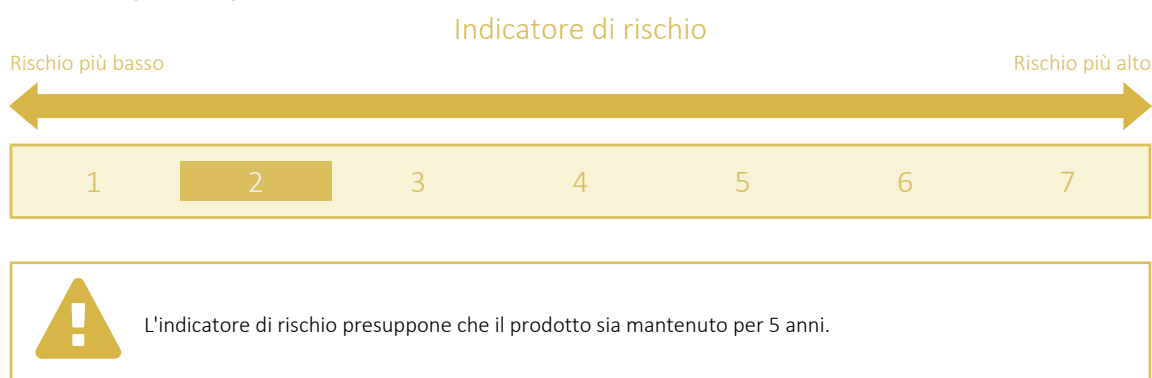 Indicatore di rischio
Rischio più basso Rischio più alto
1 2 3 4 5 6 7
L'indicatore di rischio presuppone che il prodotto sia mantenuto per 5 anni.